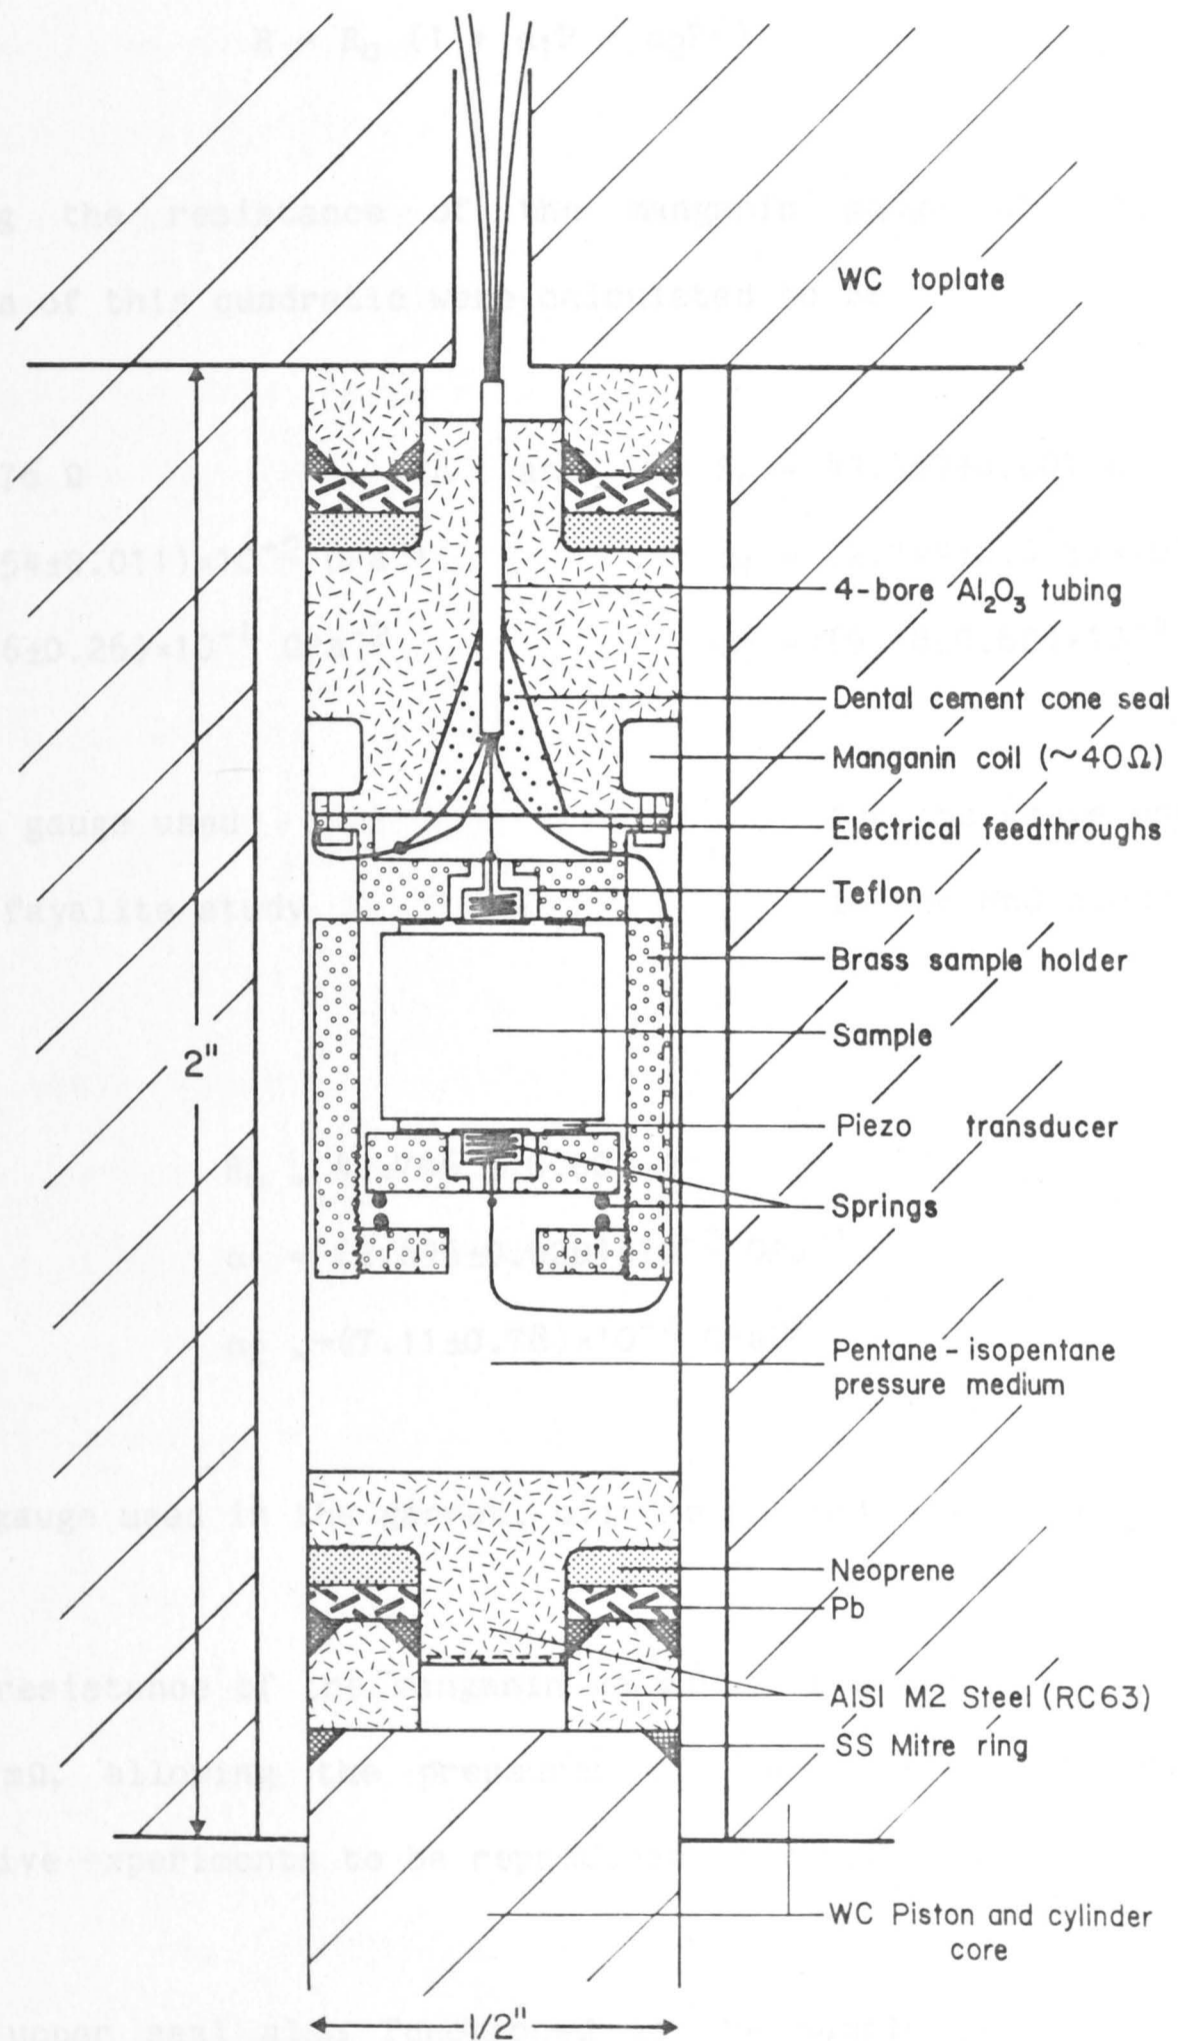 WC toplate
4-bore Al₂O₃ tubing
Dental cement cone seal
Manganin coil (~40Ω)
Electrical feedthroughs
Teflon
Brass sample holder
Sample
2"
Piezo transducer
Springs
Pentane-isopentane
pressure medium
Neoprene
Pb
AISI M2 Steel (RC63)
SS Mitre ring
WC Piston and cylinder
core
1/2"